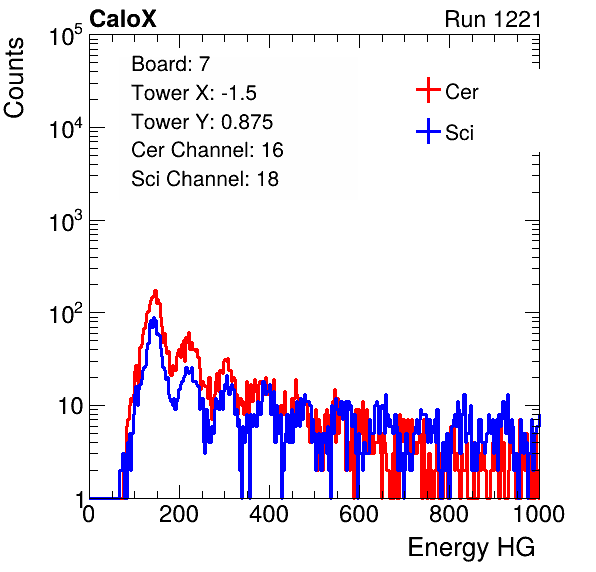 CaloX Run 1221
Counts
Board: 7
Tower X: -1.5
Tower Y: 0.875
Cer Channel: 16
Sci Channel: 18
Cer
Sci
10^5
10^4
10^3
10^2
10
1
0 200 400 600 800 1000
Energy HG